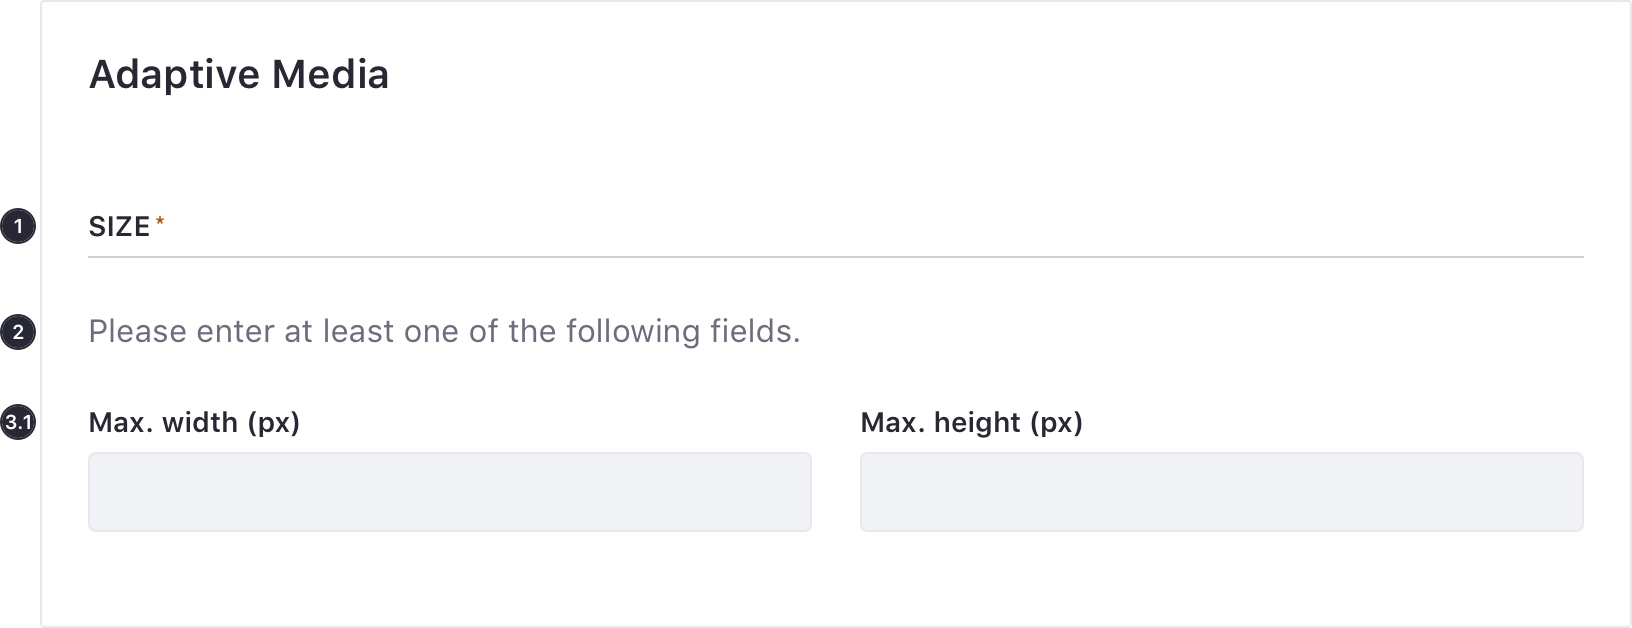 Adaptive Media
1 SIZE *
2 Please enter at least one of the following fields.
3.1 Max. width (px) Max. height (px)